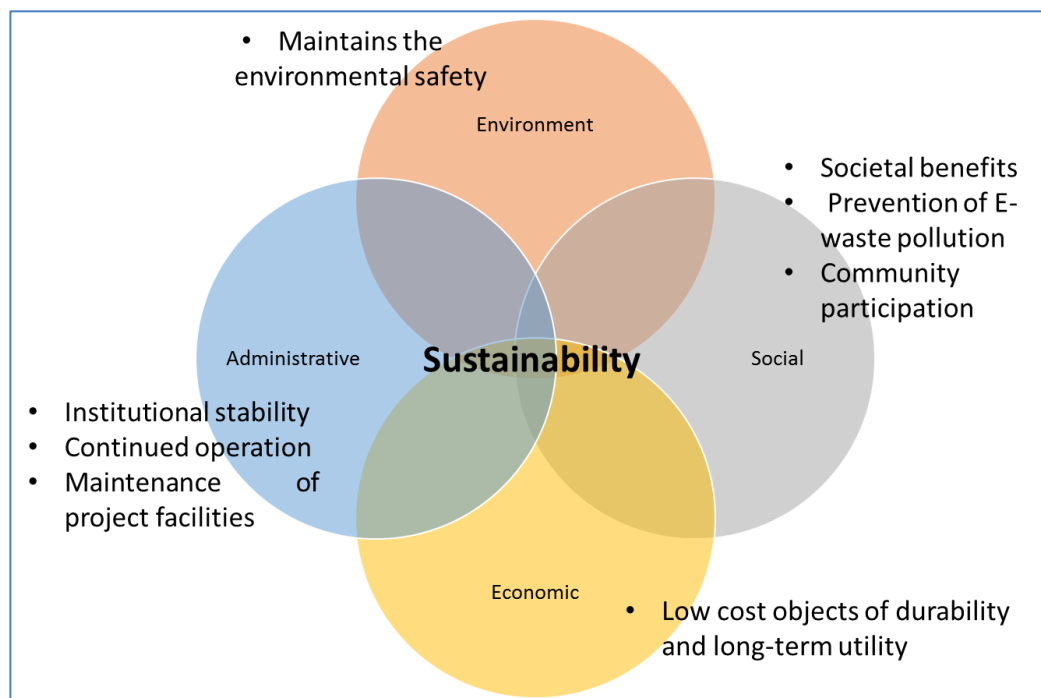 • Maintains the
environmental safety
Environment
• Societal benefits
• Prevention of E-
waste pollution
• Community
participation
Administrative
Sustainability
Social
• Institutional stability
• Continued operation
• Maintenance of
project facilities
Economic
• Low cost objects of durability
and long-term utility